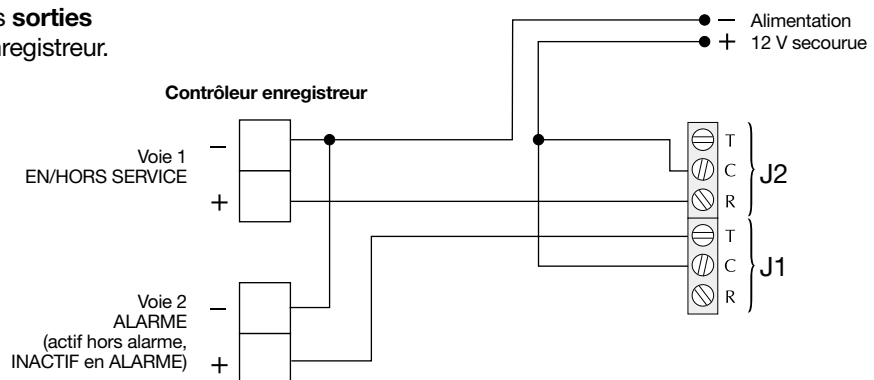 s sorties
nregistreur.
− Alimentation
+ 12 V secourue
Contrôleur enregistreur
Voie 1
EN/HORS SERVICE
−
+
T
C
R
J2
T
C
R
J1
Voie 2
ALARME
(actif hors alarme,
INACTIF en ALARME)
−
+